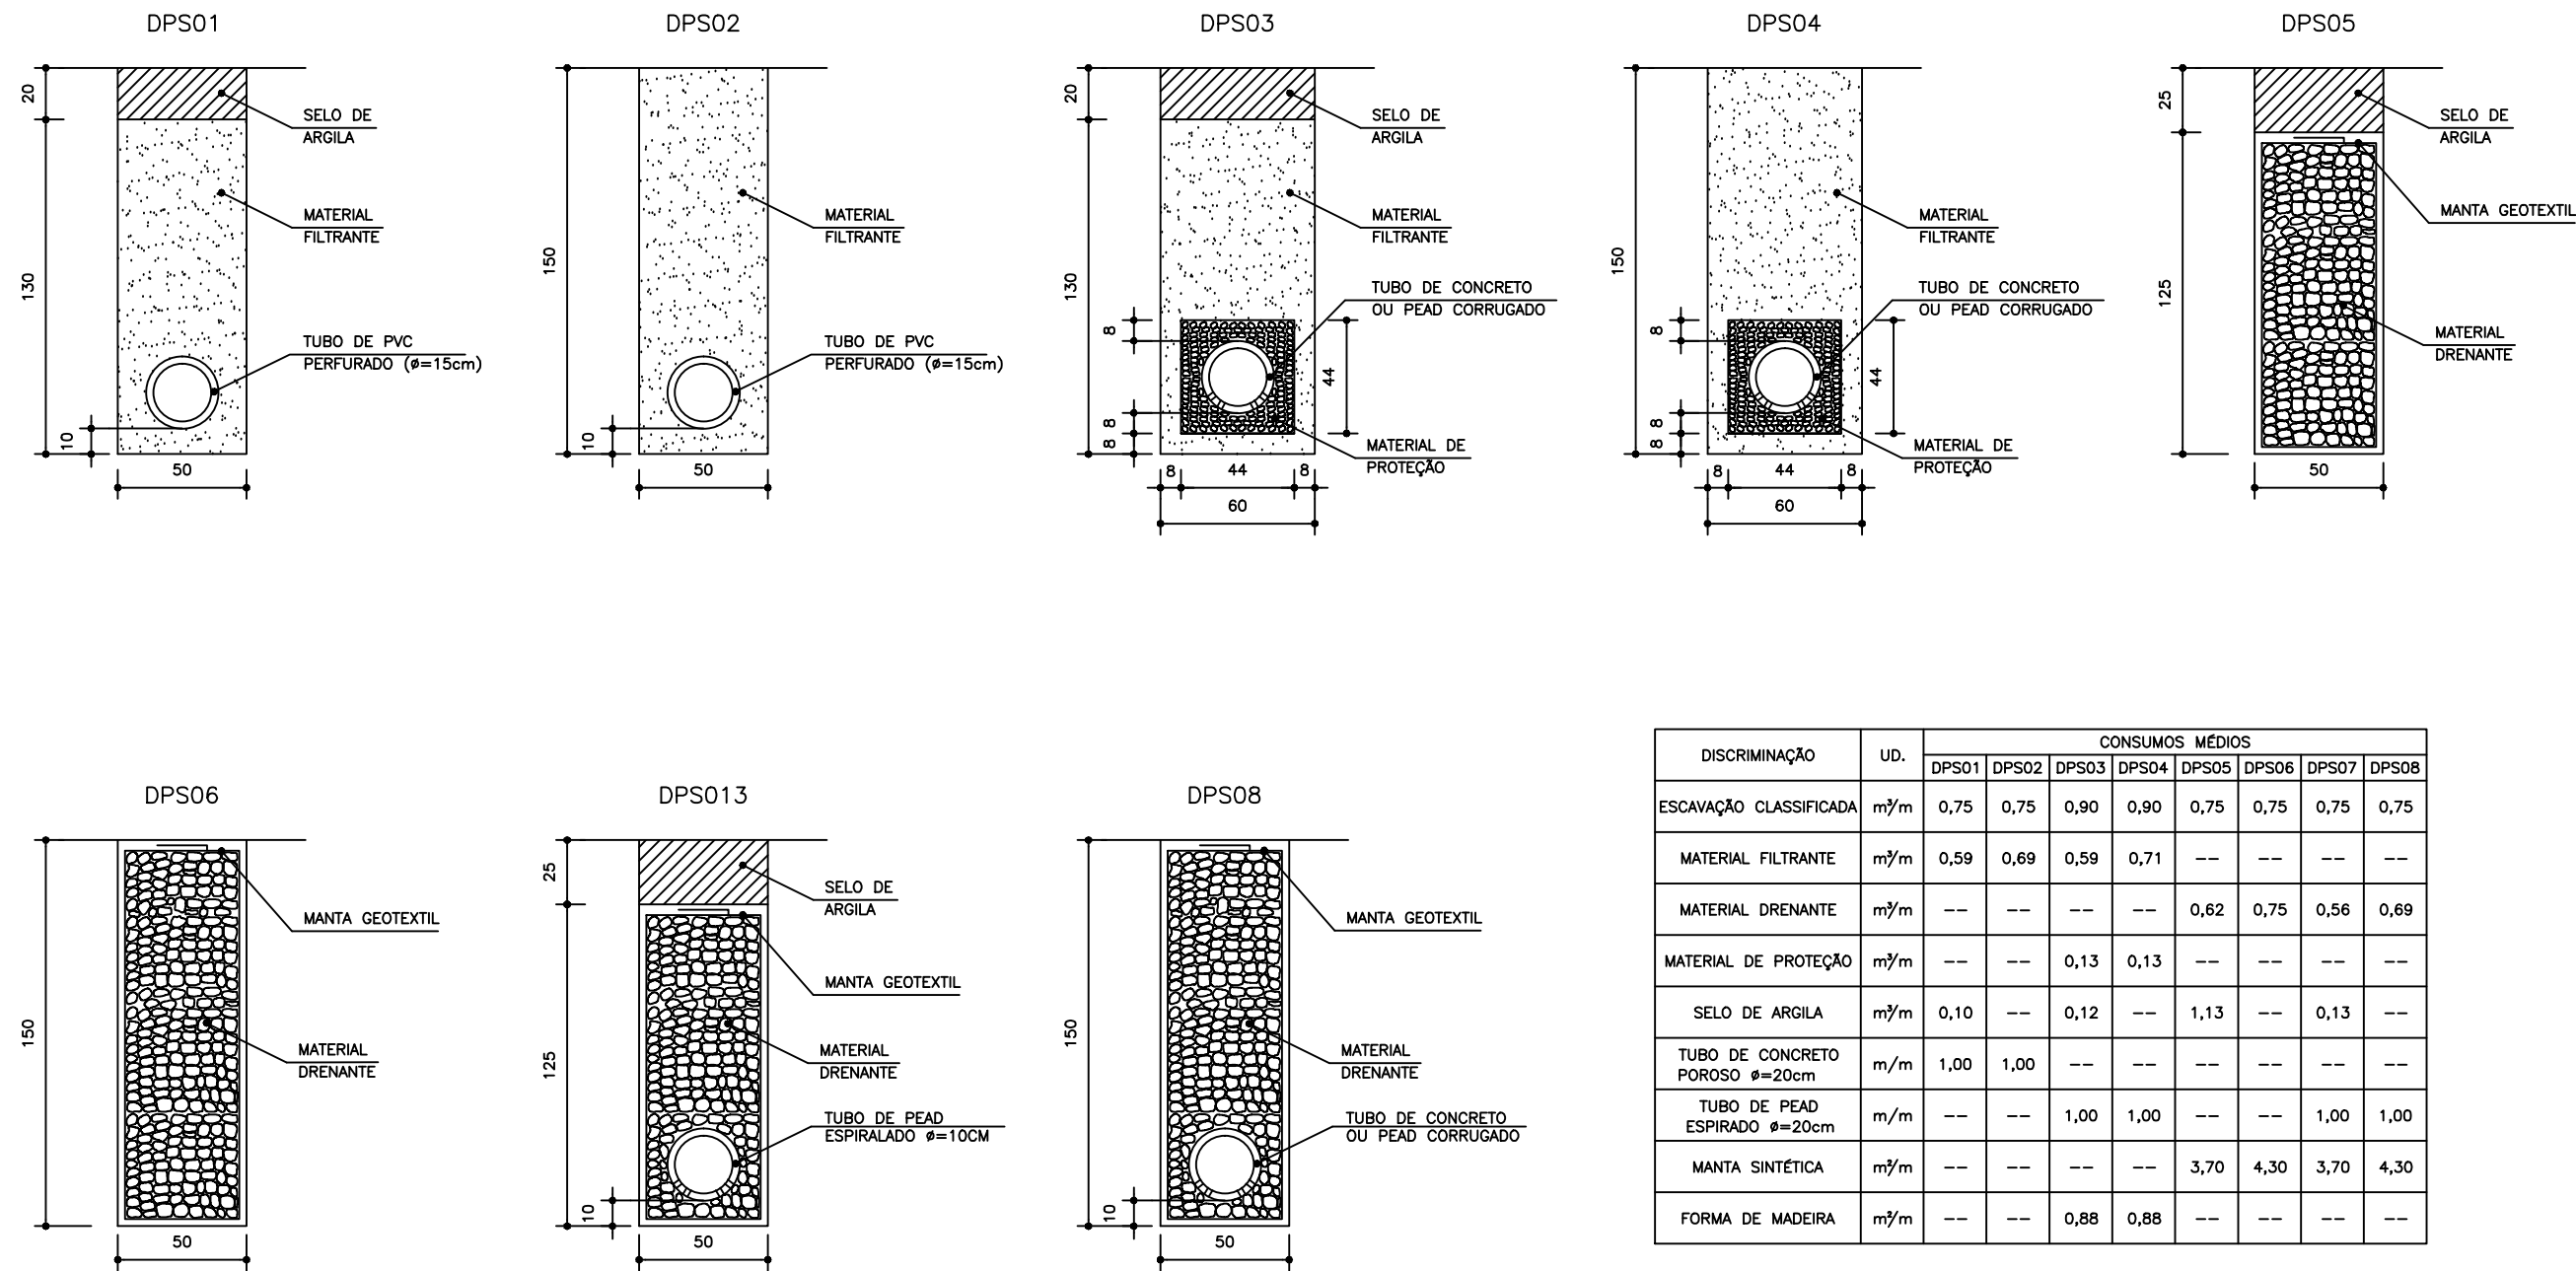 DPS01
20
130
10
50
SELO DE
ARGILA
MATERIAL
FILTRANTE
TUBO DE PVC
PERFURADO (ø=15cm)
DPS02
150
10
50
MATERIAL
FILTRANTE
TUBO DE PVC
PERFURADO (ø=15cm)
DPS03
20
130
8
8
8
44
8 44 8
60
SELO DE
ARGILA
MATERIAL
FILTRANTE
TUBO DE CONCRETO
OU PEAD CORRUGADO
MATERIAL DE
PROTEÇÃO
DPS04
150
8
8
8
44
8 44 8
60
MATERIAL
FILTRANTE
TUBO DE CONCRETO
OU PEAD CORRUGADO
MATERIAL DE
PROTEÇÃO
DPS05
25
125
50
SELO DE
ARGILA
MANTA GEOTEXTIL
MATERIAL
DRENANTE
DPS06
150
50
MANTA GEOTEXTIL
MATERIAL
DRENANTE
DPS013
25
125
10
50
SELO DE
ARGILA
MANTA GEOTEXTIL
MATERIAL
DRENANTE
TUBO DE PEAD
ESPIRALADO ø=10CM
DPS08
150
10
50
MANTA GEOTEXTIL
MATERIAL
DRENANTE
TUBO DE CONCRETO
OU PEAD CORRUGADO
DISCRIMINAÇÃO UD. CONSUMOS MÉDIOS
DPS01 DPS02 DPS03 DPS04 DPS05 DPS06 DPS07 DPS08
ESCAVAÇÃO CLASSIFICADA m³/m 0,75 0,75 0,90 0,90 0,75 0,75 0,75 0,75
MATERIAL FILTRANTE m³/m 0,59 0,69 0,59 0,71 -- -- -- --
MATERIAL DRENANTE m³/m -- -- -- -- 0,62 0,75 0,56 0,69
MATERIAL DE PROTEÇÃO m³/m -- -- 0,13 0,13 -- -- -- --
SELO DE ARGILA m³/m 0,10 -- 0,12 -- 1,13 -- 0,13 --
TUBO DE CONCRETO
POROSO ø=20cm m/m 1,00 1,00 -- -- -- -- -- --
TUBO DE PEAD
ESPIRADO ø=20cm m/m -- -- 1,00 1,00 -- -- 1,00 1,00
MANTA SINTÉTICA m²/m -- -- -- -- 3,70 4,30 3,70 4,30
FORMA DE MADEIRA m²/m -- -- 0,88 0,88 -- -- -- --